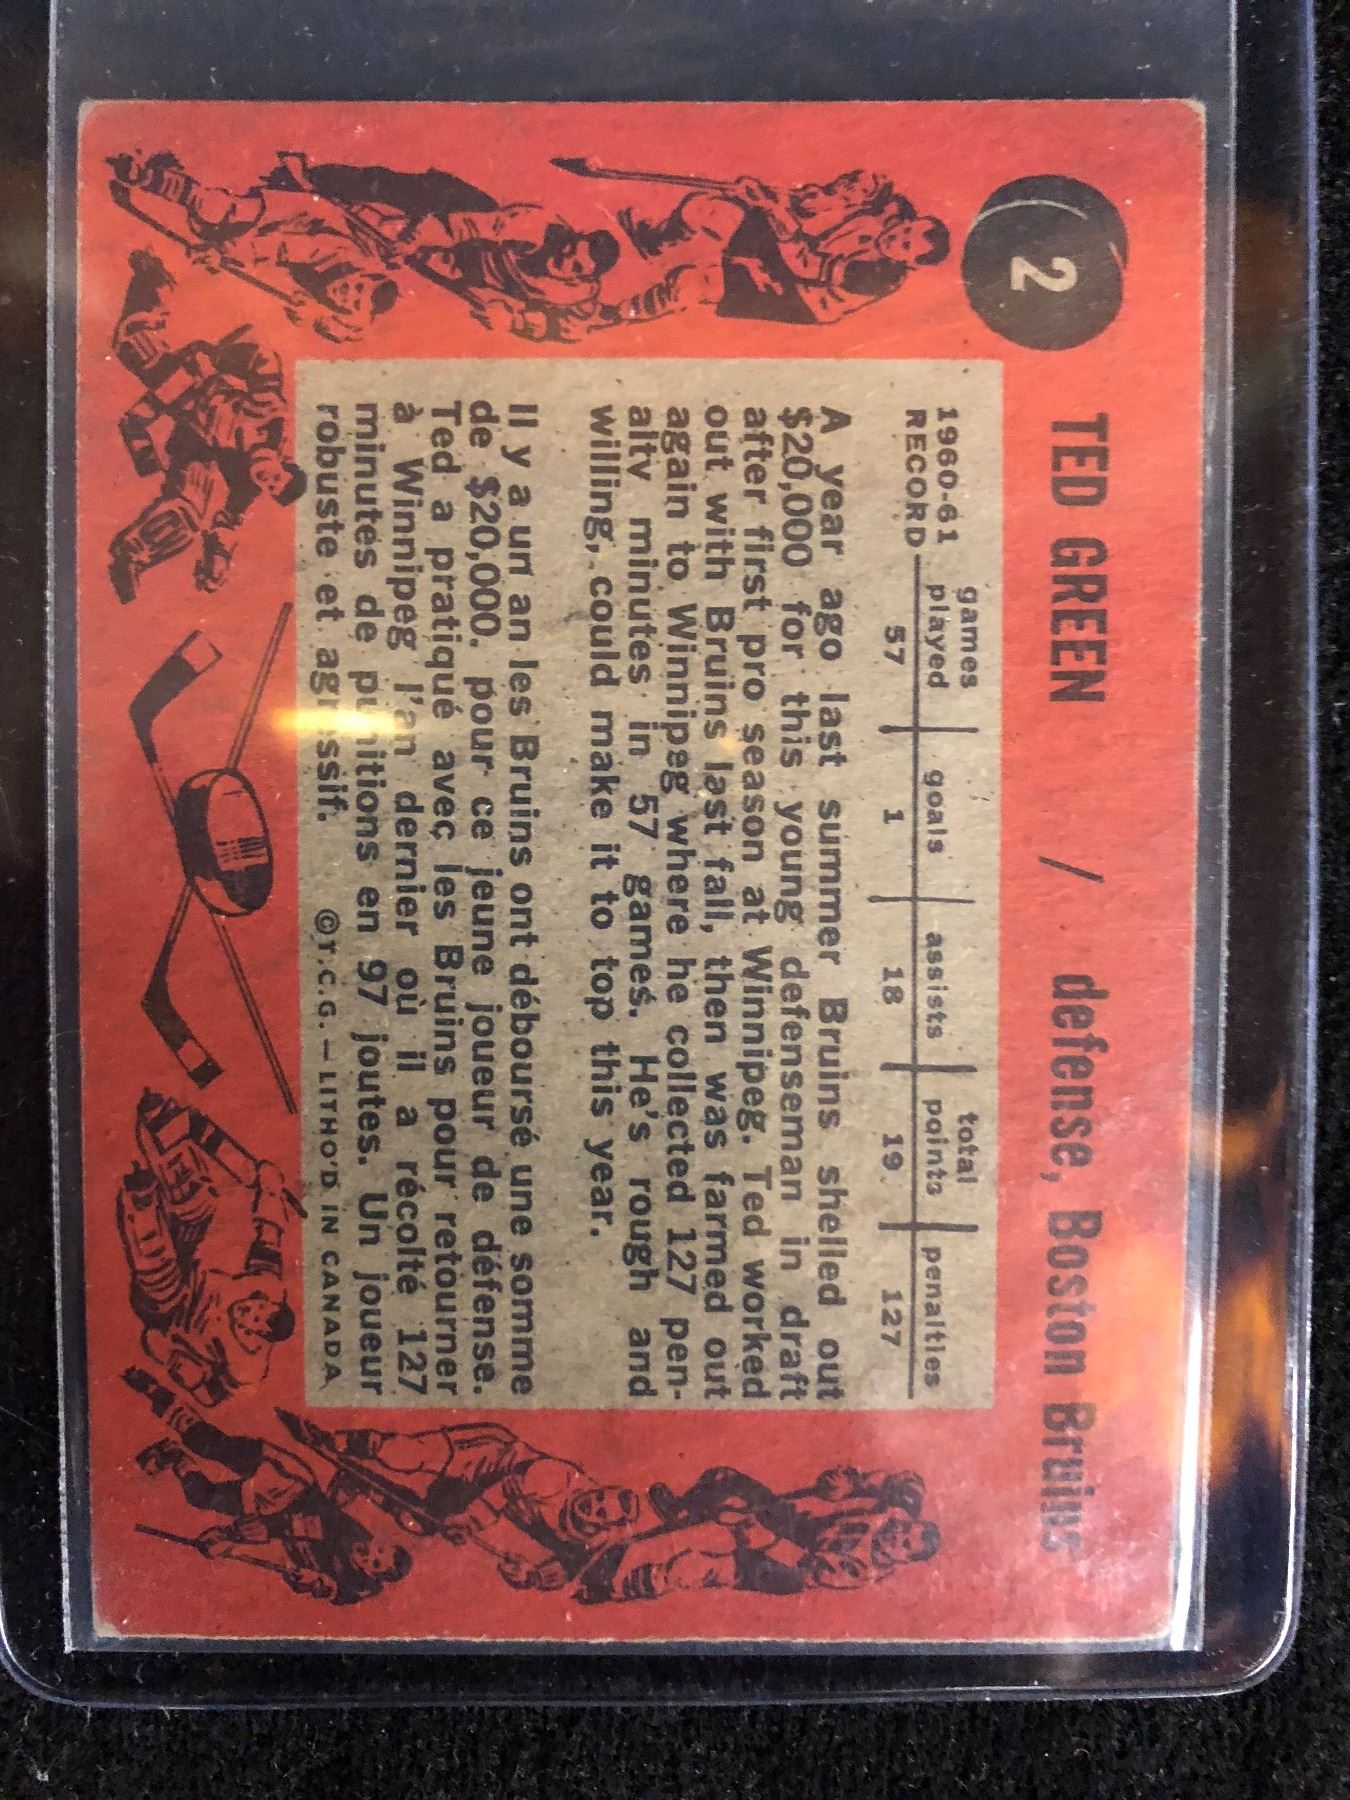 2
TED GREEN / defense, Boston Bruins
1960-61 RECORD
games played goals assists total points penalties
57 1 18 19 127
A year ago last summer Bruins shelled out
$20,000 for this young defenseman in draft
after first pro season at Winnipeg. Ted worked
out with Bruins last fall, then was farmed out
again to Winnipeg where he collected 127 pen-
alty minutes in 57 games. He's rough and
willing, could make it to top this year.
Il y a un an les Bruins ont déboursé une somme
de $20,000. pour ce jeune joueur de défense.
Ted a pratiqué avec les Bruins pour retourner
à Winnipeg l'an dernier où il a récolté 127
minutes de punitions en 97 joutes. Un joueur
robuste et agressif. ©T.C.G. — LITHO'D IN CANADA